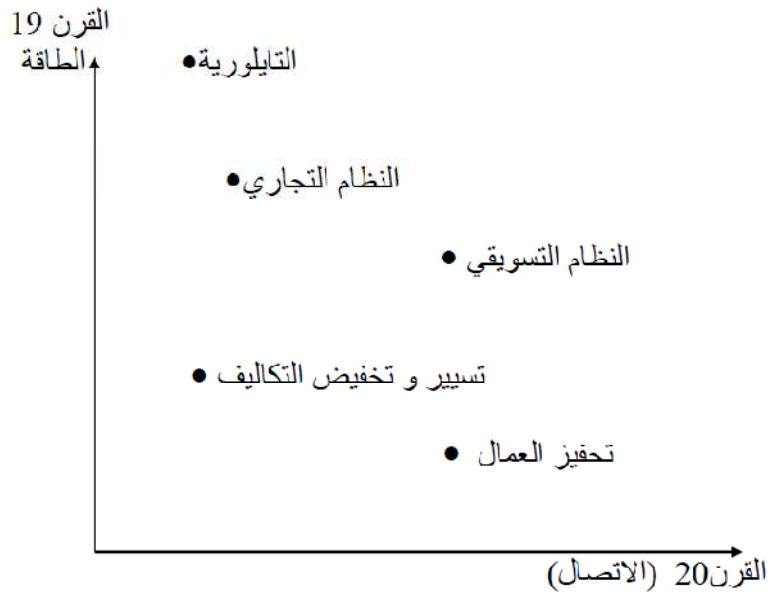 القرن 19
الطاقة
التايلورية
النظام التجاري
النظام التسويقي
تسيير و تخفيض التكاليف
تحفيز العمال
القرن20 (الاتصال)